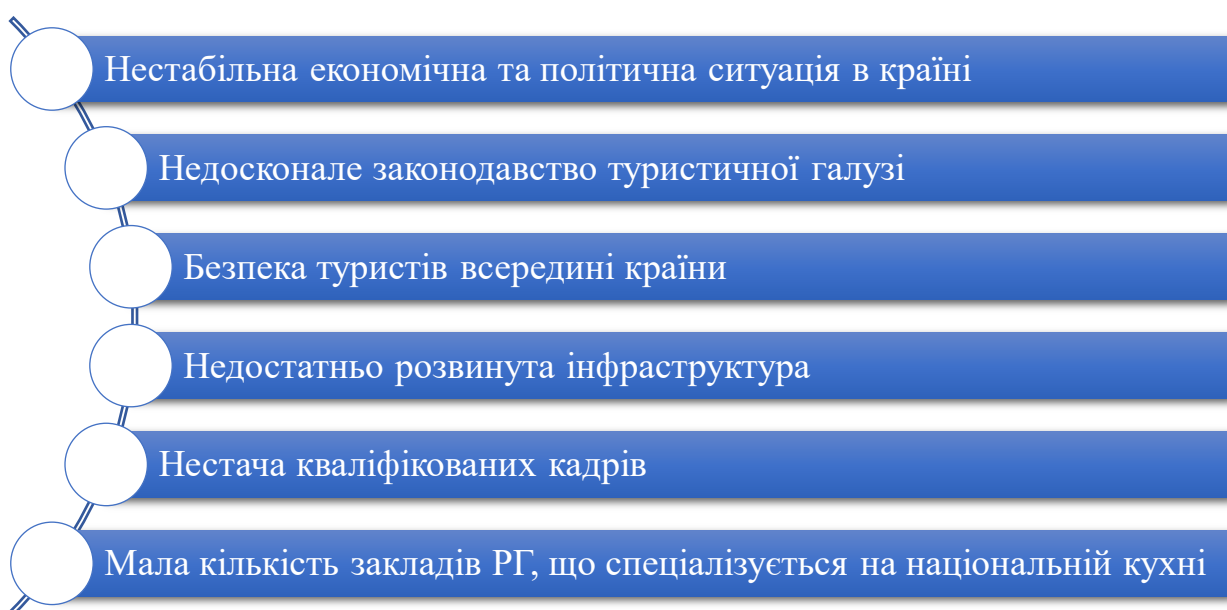 Нестабільна економічна та політична ситуація в країні
Недосконале законодавство туристичної галузі
Безпека туристів всередині країни
Недостатньо розвинута інфраструктура
Нестача кваліфікованих кадрів
Мала кількість закладів РГ, що спеціалізується на національній кухні